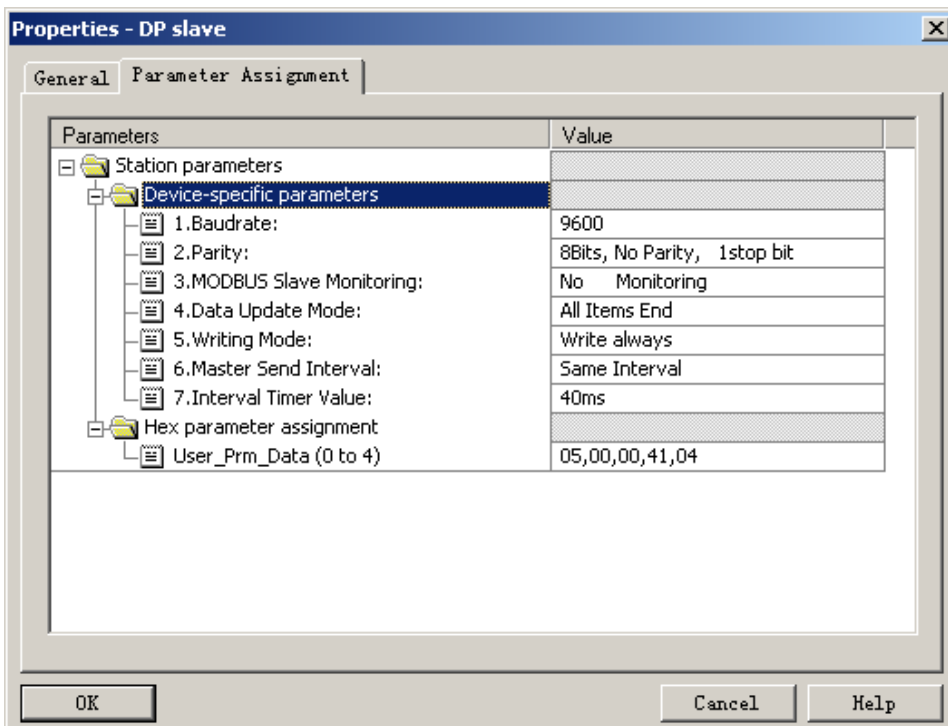 Properties - DP slave
General Parameter Assignment
Parameters Value
Station parameters
Device-specific parameters
1.Baudrate: 9600
2.Parity: 8Bits, No Parity, 1stop bit
3.MODBUS Slave Monitoring: No Monitoring
4.Data Update Mode: All Items End
5.Writing Mode: Write always
6.Master Send Interval: Same Interval
7.Interval Timer Value: 40ms
Hex parameter assignment
User_Prm_Data (0 to 4) 05,00,00,41,04
OK Cancel Help